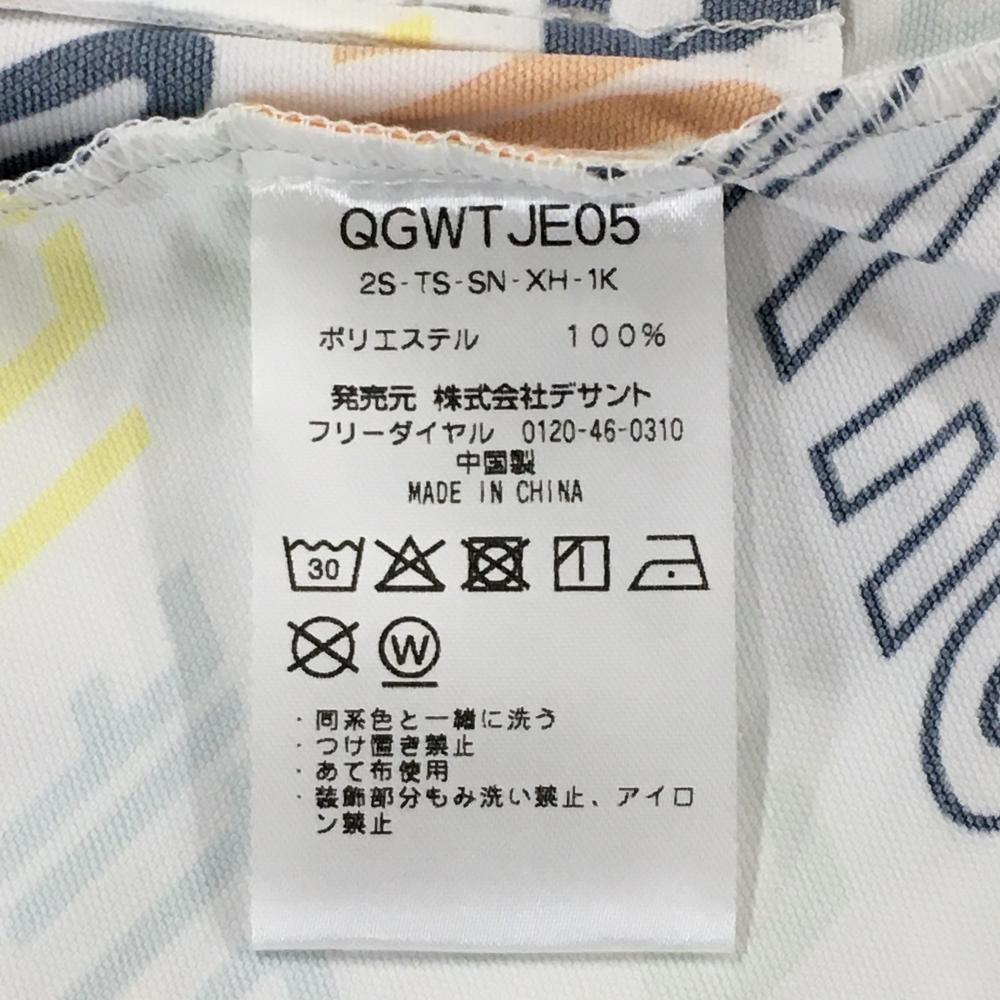 QGWTJE05
2S-TS-SN-XH-1K
ポリエステル 100%
発売元 株式会社デサント
フリーダイヤル 0120-46-0310
中国製
MADE IN CHINA
30
W
・同系色と一緒に洗う
・つけ置き禁止
・あて布使用
・装飾部分もみ洗い禁止、アイロ
ン禁止